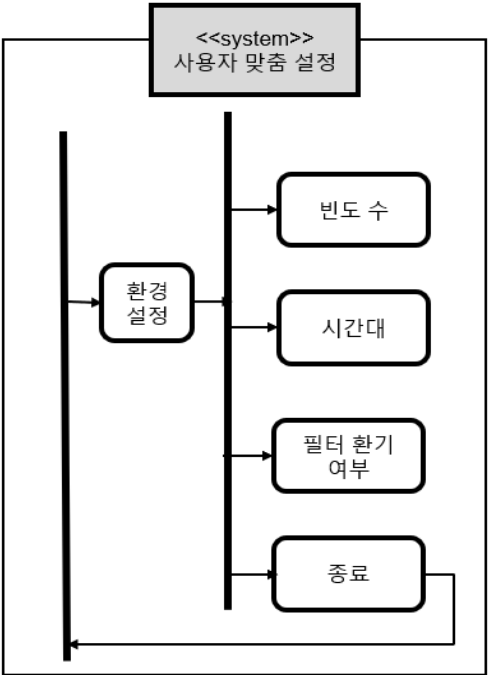 <<system>>
사용자 맞춤 설정
빈도 수
환경
설정
시간대
필터 환기
여부
종료